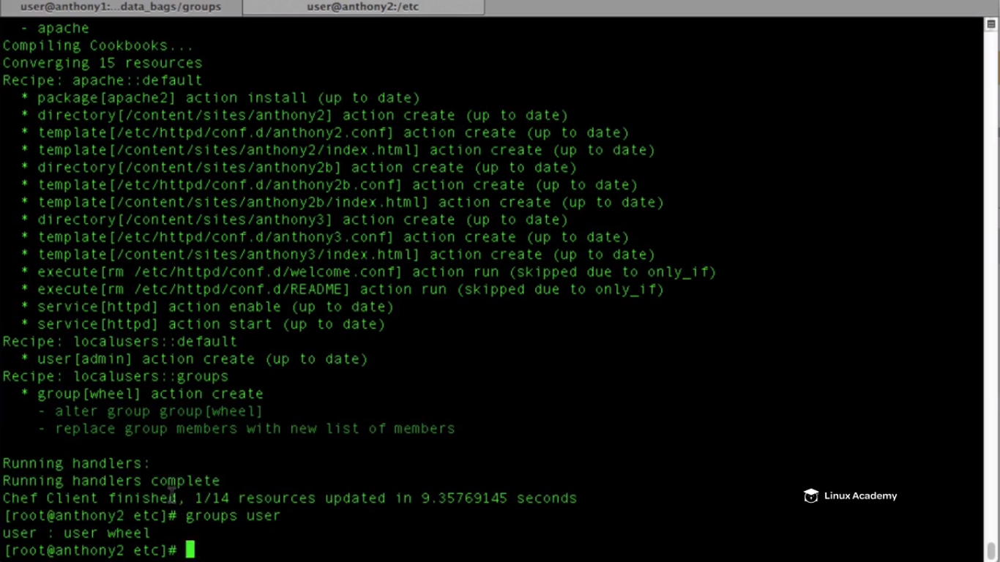 user@anthony1:...data_bags/groups
user@anthony2:/etc
- apache
Compiling Cookbooks...
Converging 15 resources
Recipe: apache::default
* package[apache2] action install (up to date)
* directory[/content/sites/anthony2] action create (up to date)
* template[/etc/httpd/conf.d/anthony2.conf] action create (up to date)
* template[/content/sites/anthony2/index.html] action create (up to date)
* directory[/content/sites/anthony2b] action create (up to date)
* template[/etc/httpd/conf.d/anthony2b.conf] action create (up to date)
* template[/content/sites/anthony2b/index.html] action create (up to date)
* directory[/content/sites/anthony3] action create (up to date)
* template[/etc/httpd/conf.d/anthony3.conf] action create (up to date)
* template[/content/sites/anthony3/index.html] action create (up to date)
* execute[rm /etc/httpd/conf.d/welcome.conf] action run (skipped due to only_if)
* execute[rm /etc/httpd/conf.d/README] action run (skipped due to only_if)
* service[httpd] action enable (up to date)
* service[httpd] action start (up to date)
Recipe: localusers::default
* user[admin] action create (up to date)
Recipe: localusers::groups
* group[wheel] action create
- alter group group[wheel]
- replace group members with new list of members
Running handlers:
Running handlers complete
Chef Client finished, 1/14 resources updated in 9.35769145 seconds
[root@anthony2 etc]# groups user
user : user wheel
[root@anthony2 etc]#
Linux Academy